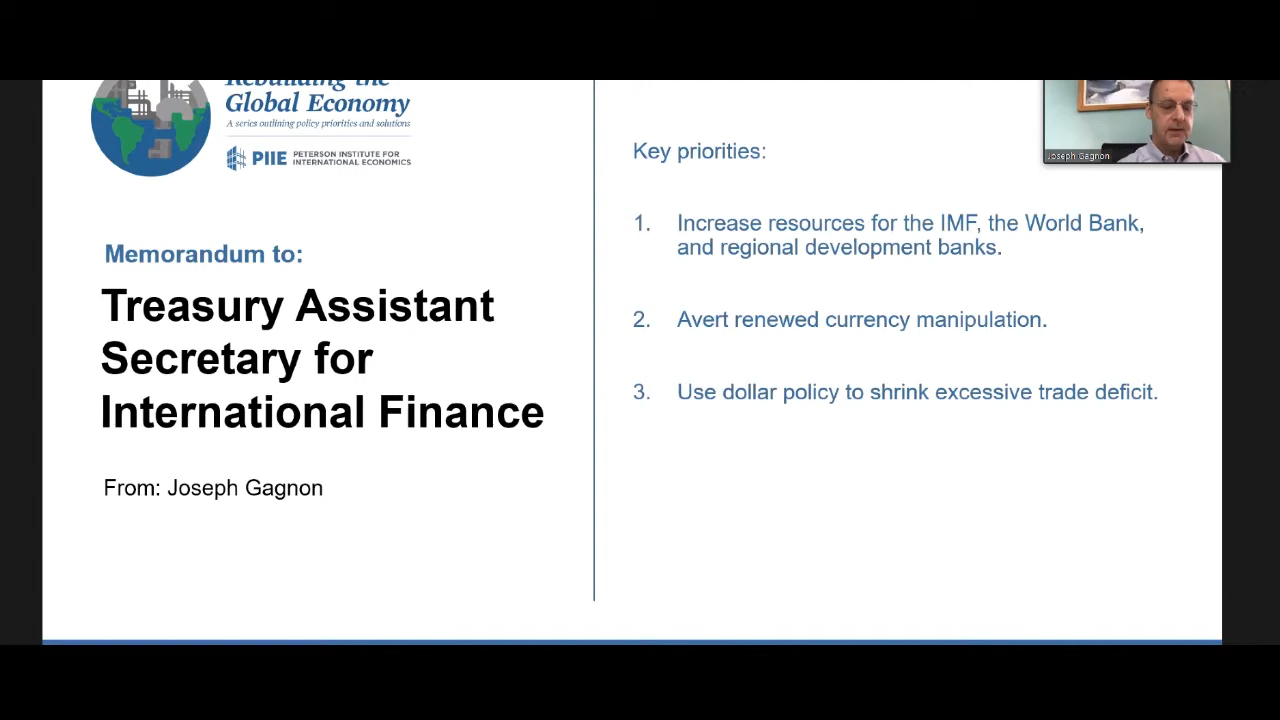 Rebuilding the
Global Economy
A series outlining policy priorities and solutions
PIIE PETERSON INSTITUTE FOR
INTERNATIONAL ECONOMICS
Memorandum to:
Treasury Assistant
Secretary for
International Finance
From: Joseph Gagnon
Key priorities:
1. Increase resources for the IMF, the World Bank,
and regional development banks.
2. Avert renewed currency manipulation.
3. Use dollar policy to shrink excessive trade deficit.
Joseph Gagnon